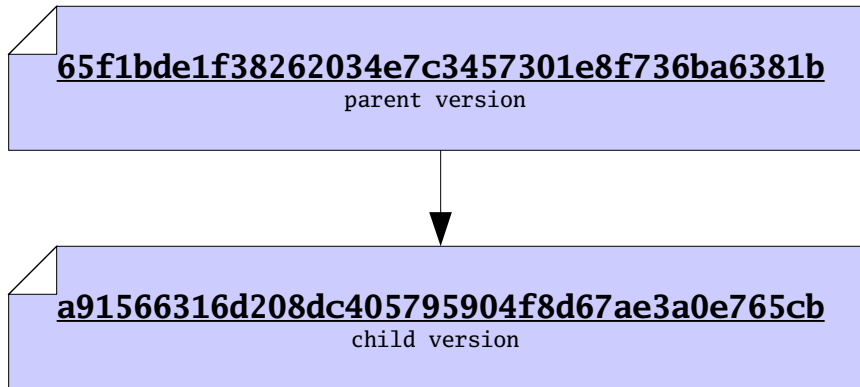 65f1bde1f38262034e7c3457301e8f736ba6381b
parent version
a91566316d208dc405795904f8d67ae3a0e765cb
child version